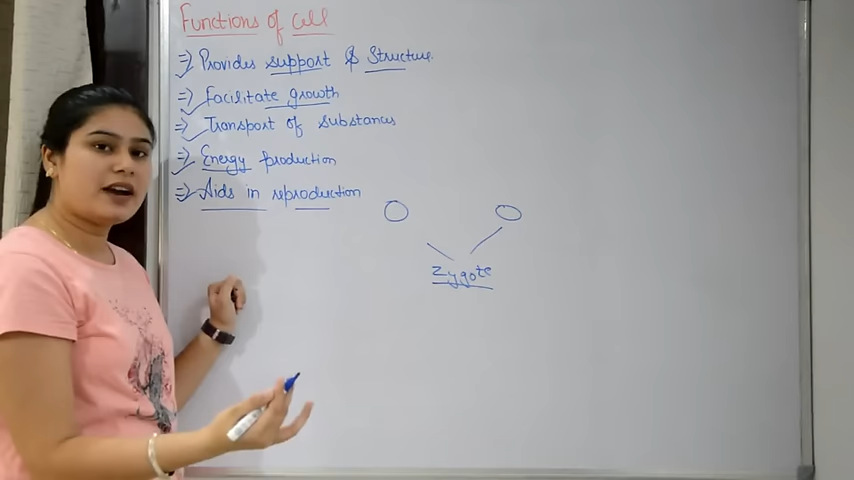 Functions of cell
=> Provides support & Structure.
=> Facilitate growth
=> Transport of substances
=> Energy production
=> Aids in reproduction
Zygote